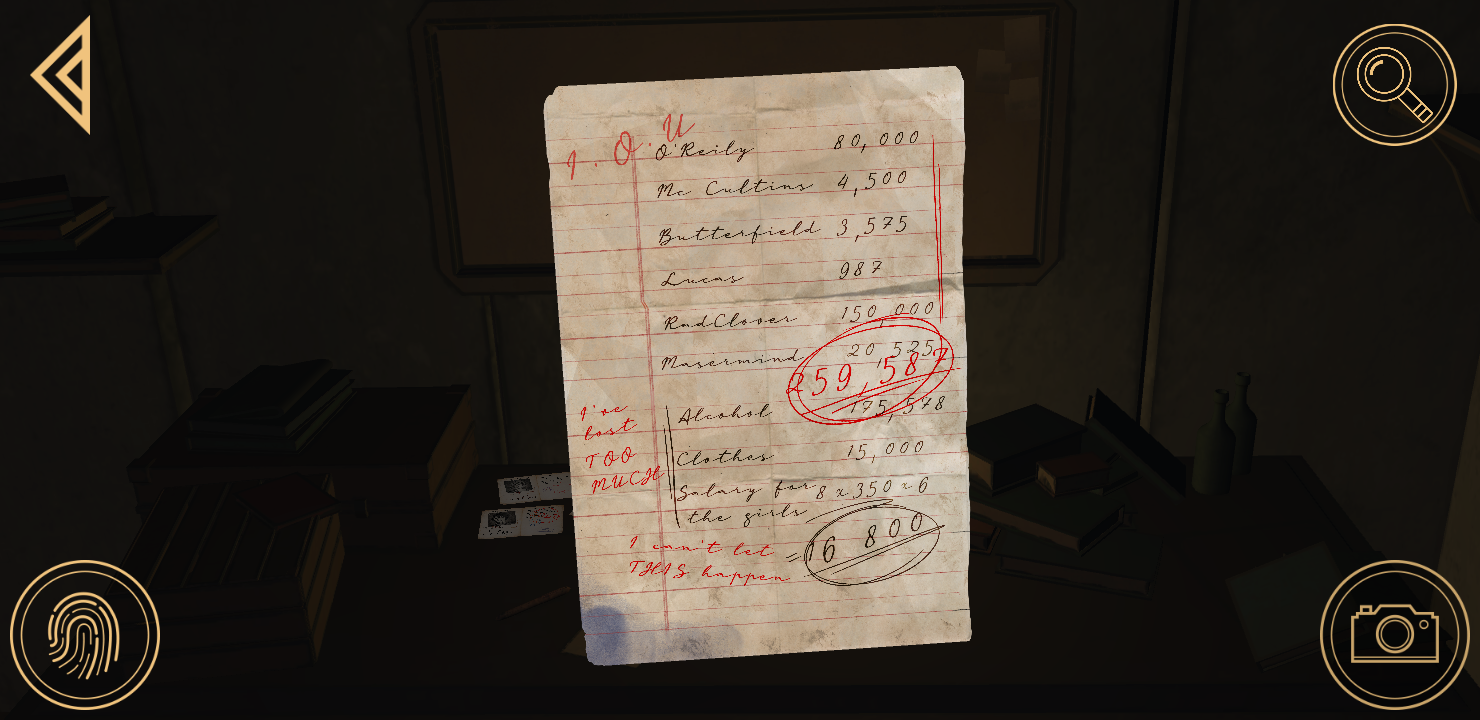 I.O.U
O'Reily 80,000
Mc Cultins 4,500
Butterfield 3,575
Lucas 987
RedClover 150,000
Masermind 20 525
259,587
Alcohol 175,578
I've lost TOO MUCH
Clothes 15,000
Salary for 8 x 350 x 6
the girls
= 16 800
I can't let
THIS happen